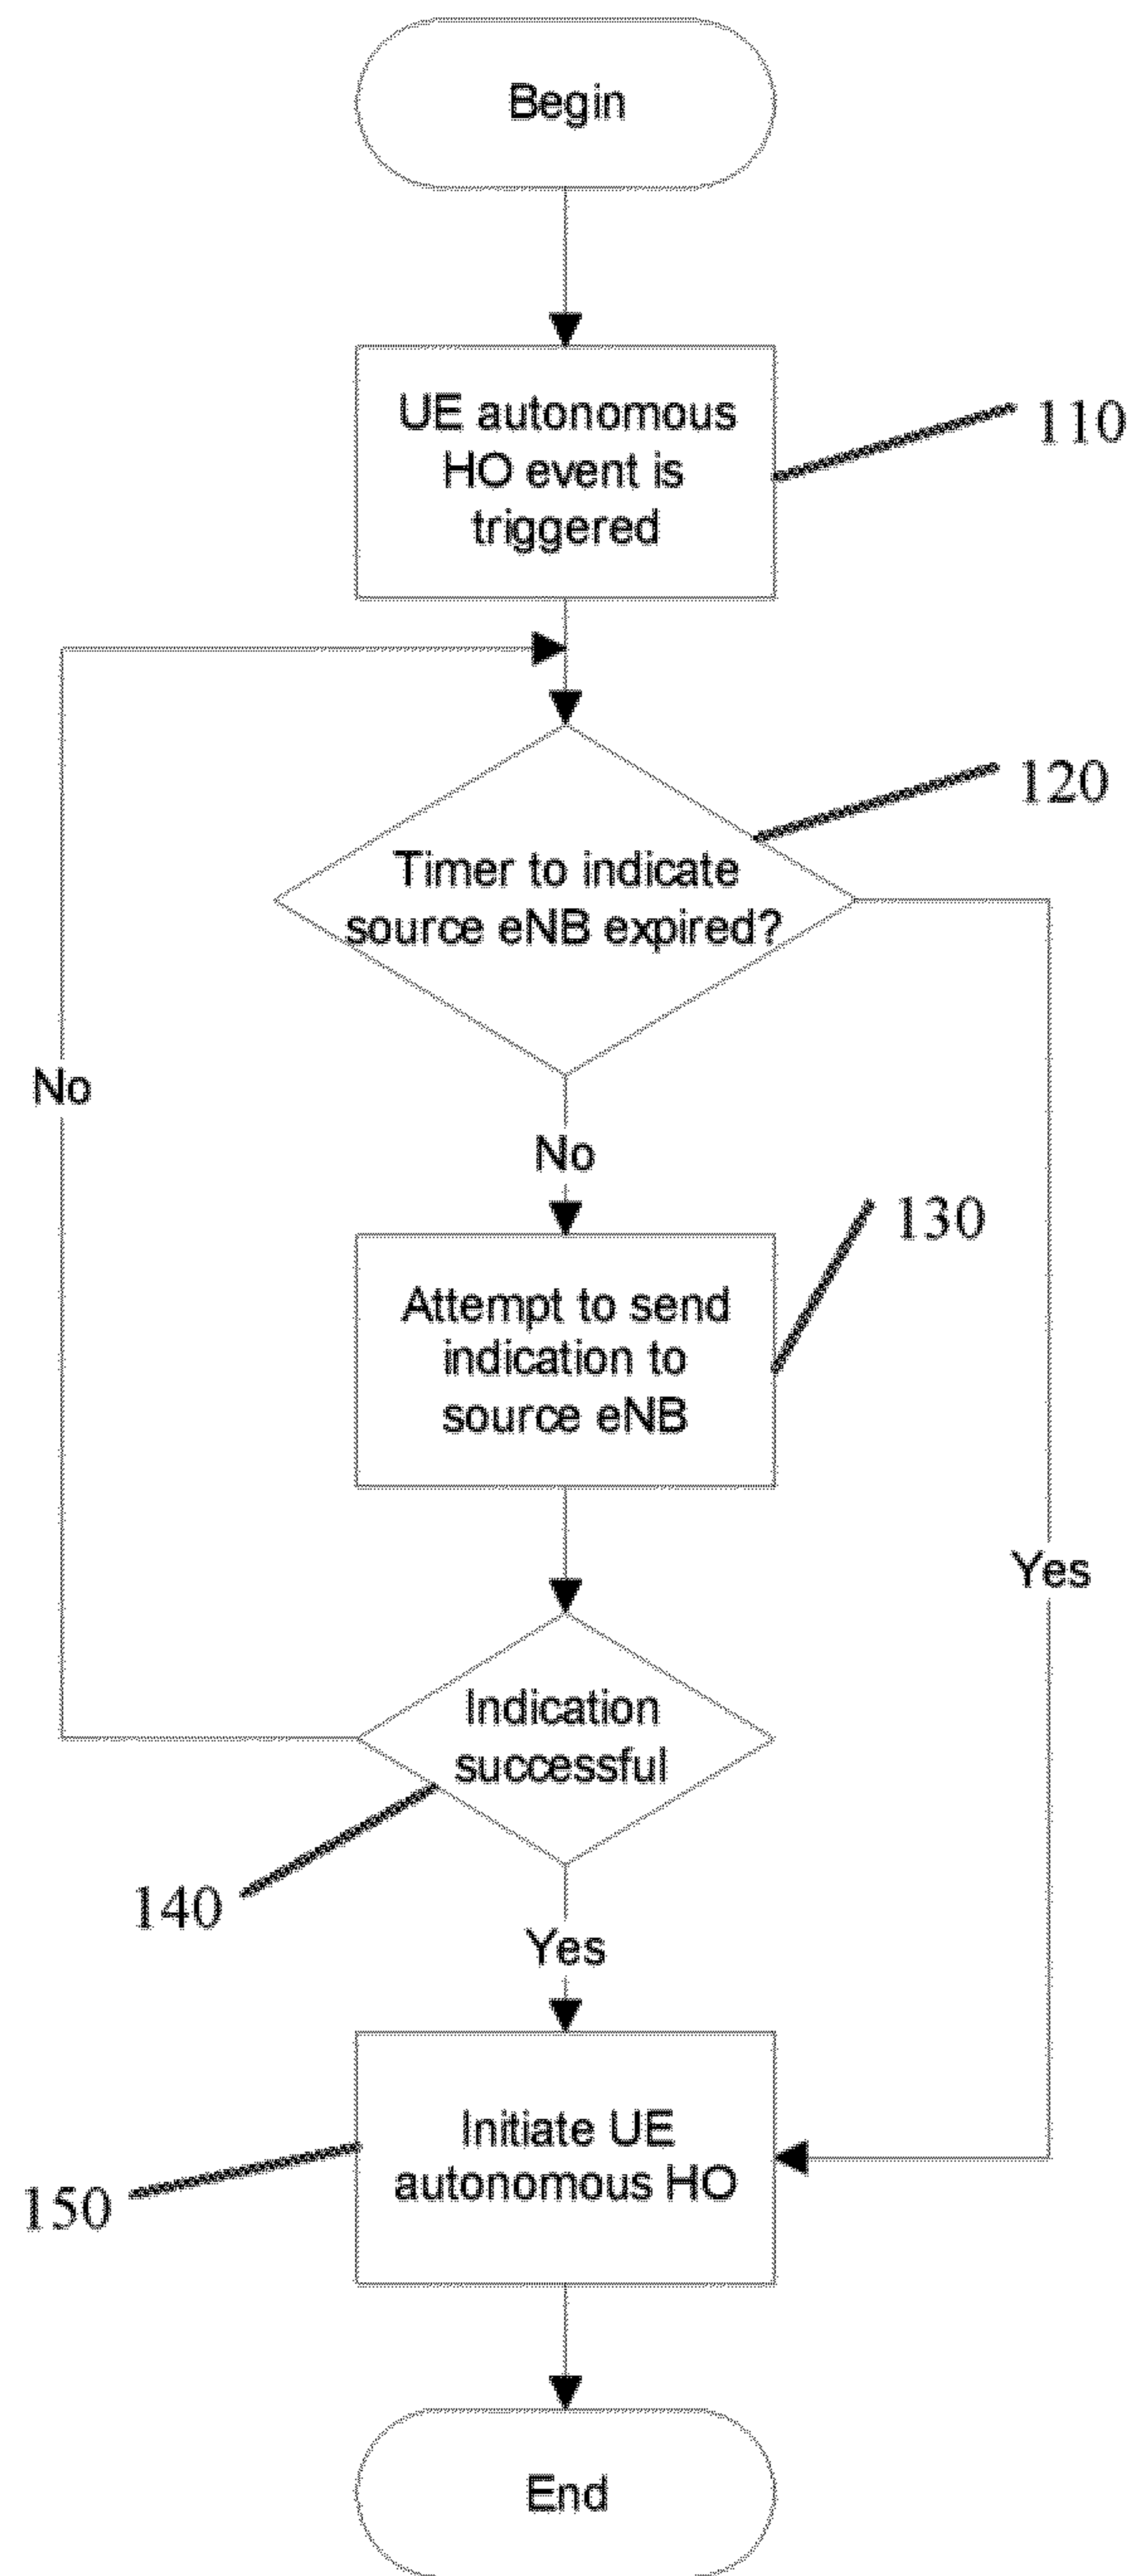 Begin
UE autonomous
HO event is
triggered
110
120
Timer to indicate
source eNB expired?
No
No
130
Attempt to send
indication to
source eNB
Yes
Indication
successful
140
Yes
Initiate UE
autonomous HO
150
End